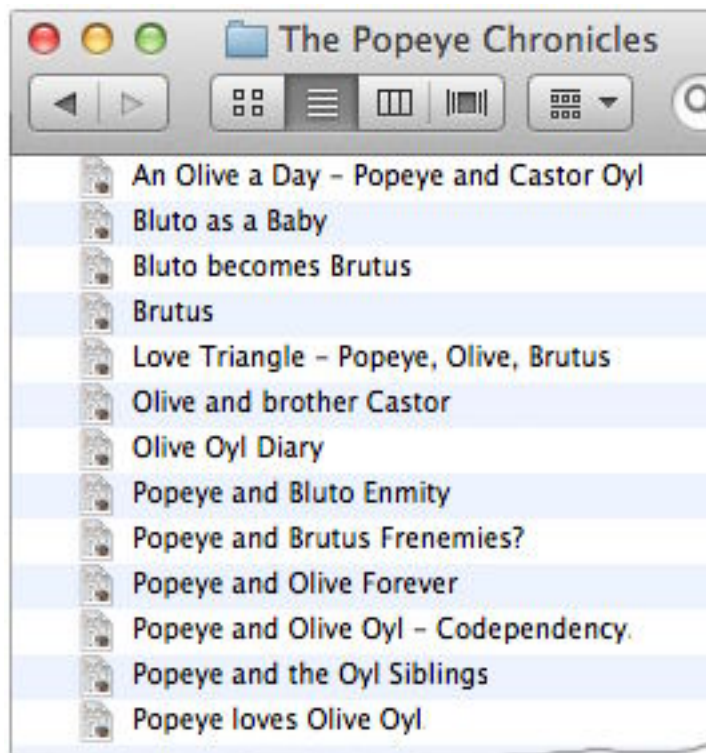 The Popeye Chronicles
An Olive a Day – Popeye and Castor Oyl
Bluto as a Baby
Bluto becomes Brutus
Brutus
Love Triangle – Popeye, Olive, Brutus
Olive and brother Castor
Olive Oyl Diary
Popeye and Bluto Enmity
Popeye and Brutus Frenemies?
Popeye and Olive Forever
Popeye and Olive Oyl – Codependency.
Popeye and the Oyl Siblings
Popeye loves Olive Oyl